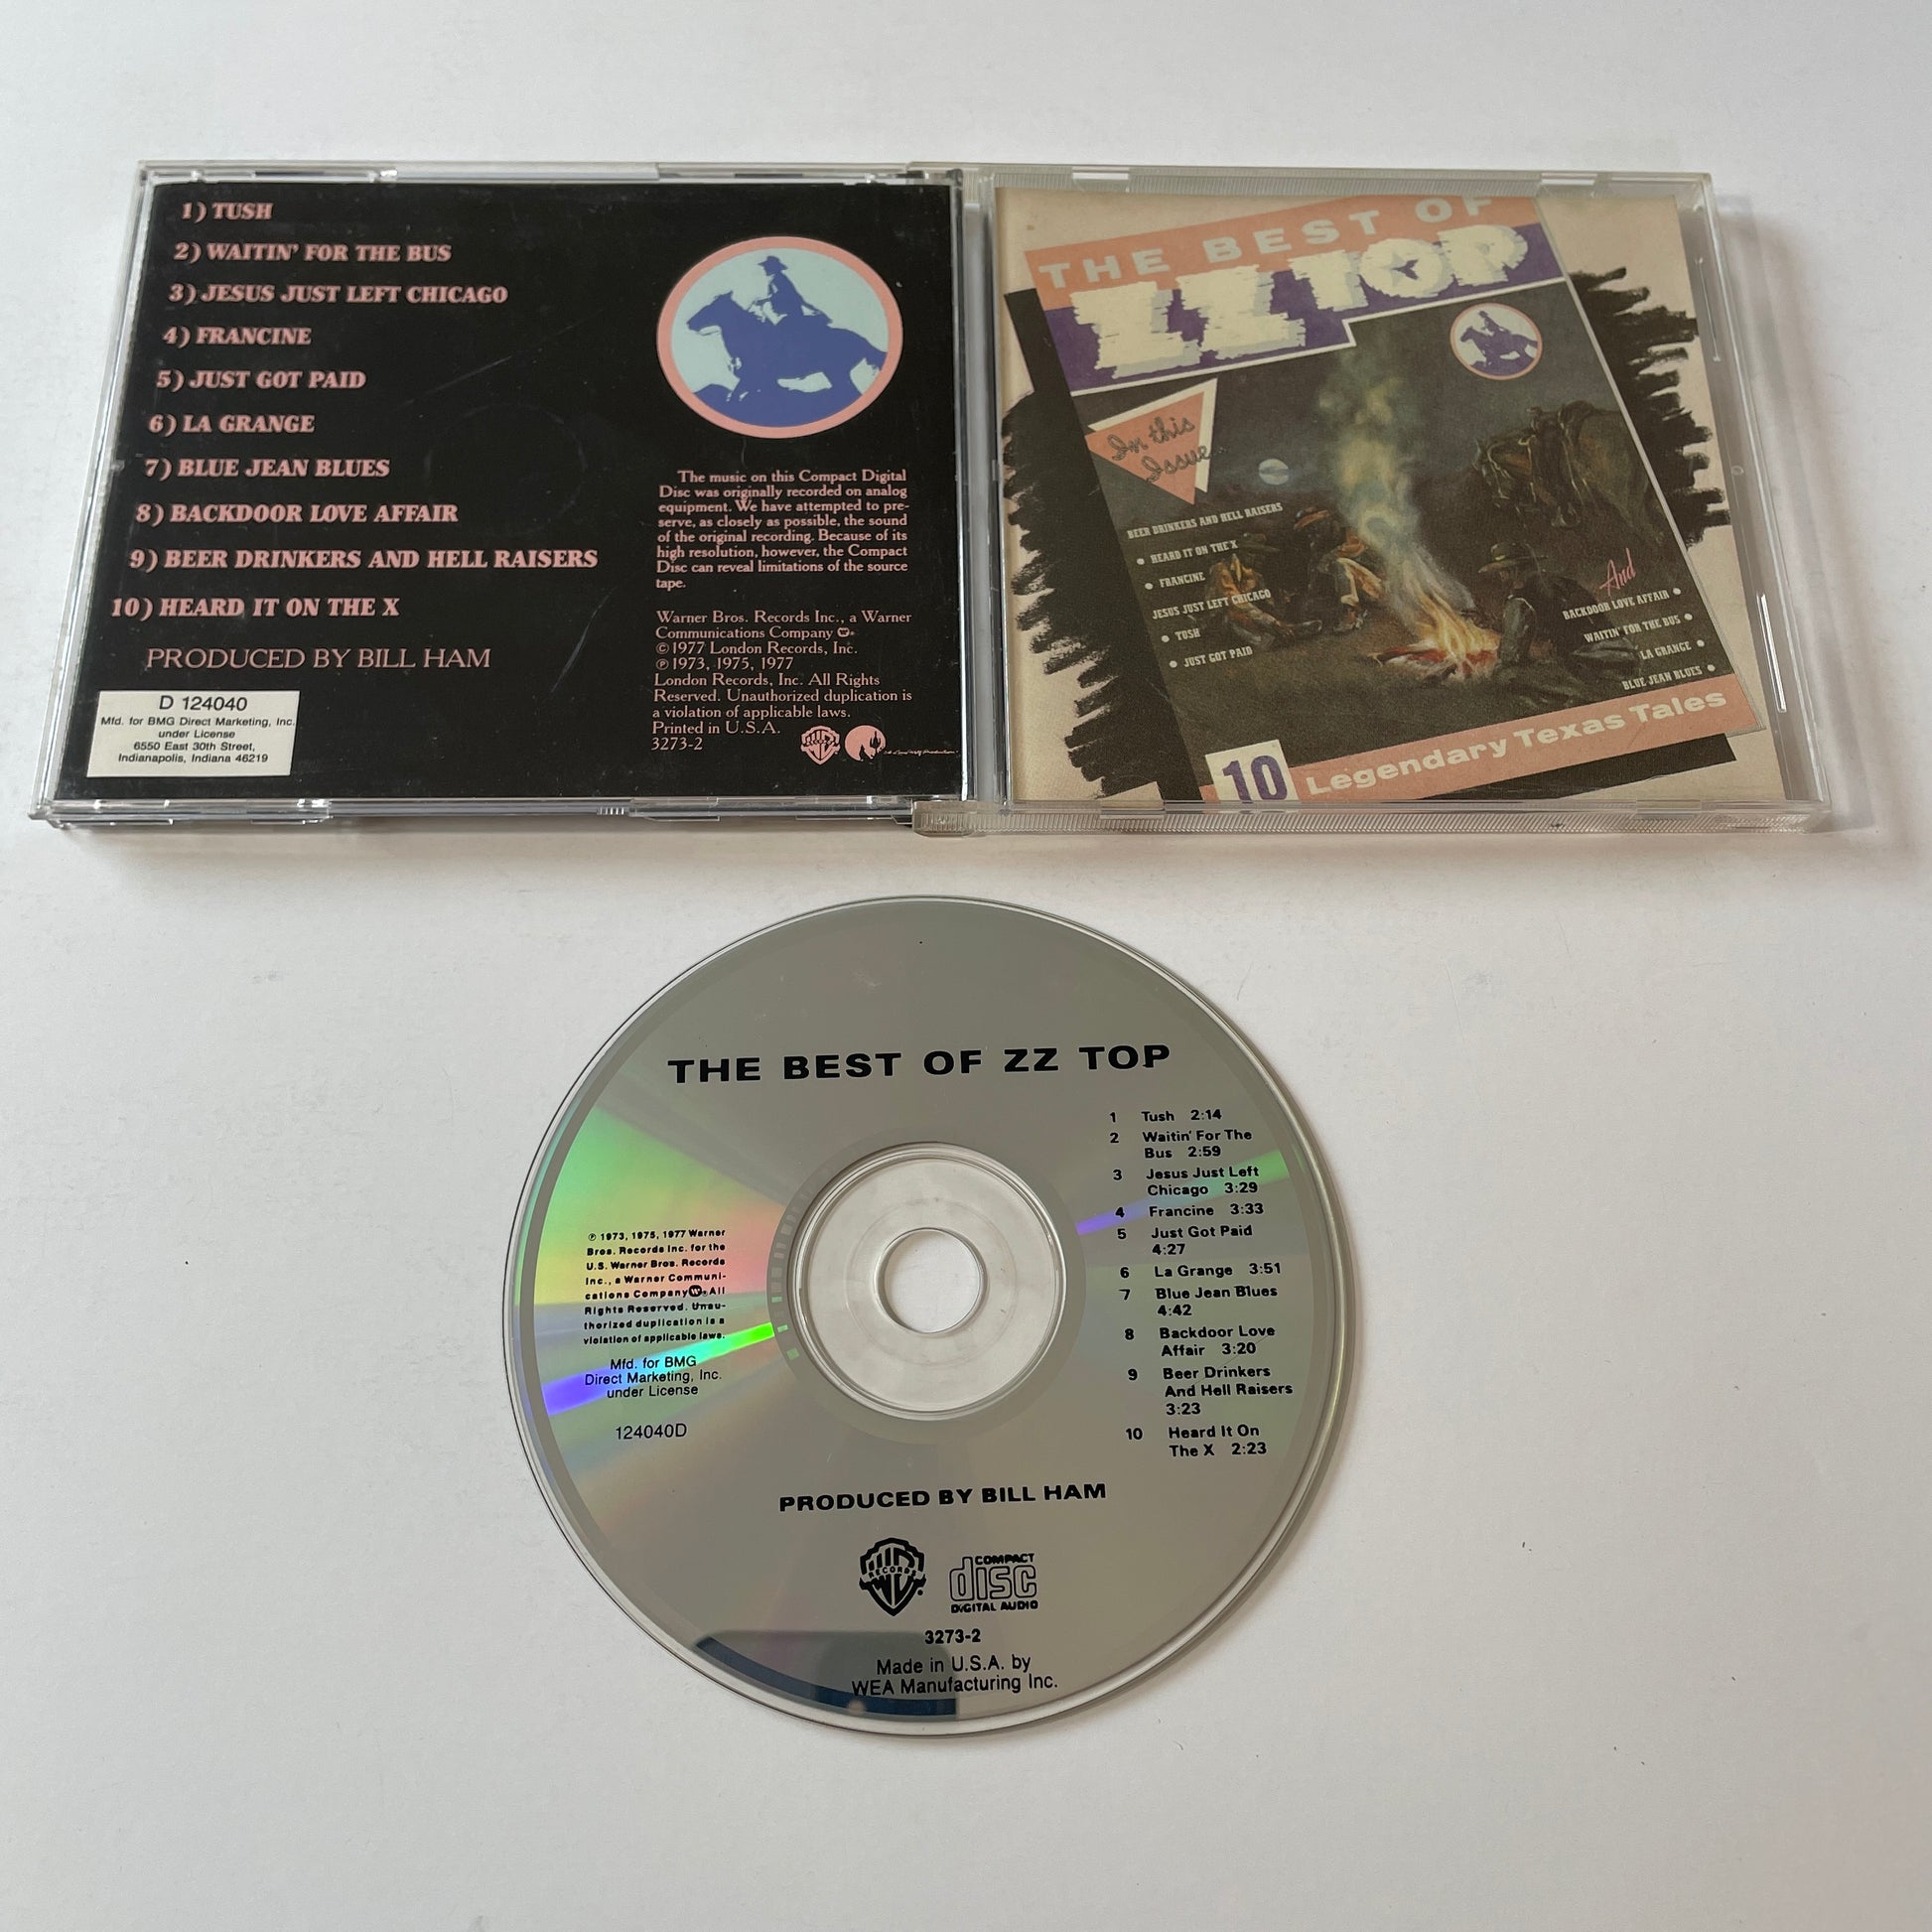 1) TUSH
2) WAITIN' FOR THE BUS
3) JESUS JUST LEFT CHICAGO
4) FRANCINE
5) JUST GOT PAID
6) LA GRANGE
7) BLUE JEAN BLUES
8) BACKDOOR LOVE AFFAIR
9) BEER DRINKERS AND HELL RAISERS
10) HEARD IT ON THE X
PRODUCED BY BILL HAM
D 124040
Mfd. for BMG Direct Marketing, Inc.
under License
6550 East 30th Street,
Indianapolis, Indiana 46219
The music on this Compact Digital
Disc was originally recorded on analog
equipment. We have attempted to pre-
serve, as closely as possible, the sound
of the original recording. Because of its
high resolution, however, the Compact
Disc can reveal limitations of the source
tape.
Warner Bros. Records Inc., a Warner
Communications Company
©1977 London Records, Inc.
℗1973, 1975, 1977
London Records, Inc. All Rights
Reserved. Unauthorized duplication is
a violation of applicable laws.
Printed in U.S.A.
3273-2
THE BEST OF
ZZ TOP
In this
Issue
BEER DRINKERS AND HELL RAISERS
• HEARD IT ON THE X
• FRANCINE
JESUS JUST LEFT CHICAGO
• TUSH
• JUST GOT PAID
And
BACKDOOR LOVE AFFAIR •
WAITIN' FOR THE BUS •
LA GRANGE •
BLUE JEAN BLUES •
10 Legendary Texas Tales
THE BEST OF ZZ TOP
1 Tush 2:14
2 Waitin' For The
Bus 2:59
3 Jesus Just Left
Chicago 3:29
4 Francine 3:33
5 Just Got Paid
4:27
6 La Grange 3:51
7 Blue Jean Blues
4:42
8 Backdoor Love
Affair 3:20
9 Beer Drinkers
And Hell Raisers
3:23
10 Heard It On
The X 2:23
℗ 1973, 1975, 1977 Warner
Bros. Records Inc. for the
U.S. Warner Bros. Records
Inc., a Warner Communi-
cations Company All
Rights Reserved. Unau-
thorized duplication is a
violation of applicable laws.
Mfd. for BMG
Direct Marketing, Inc.
under License
124040D
PRODUCED BY BILL HAM
RECORDS
COMPACT
disc
DIGITAL AUDIO
3273-2
Made in U.S.A. by
WEA Manufacturing Inc.